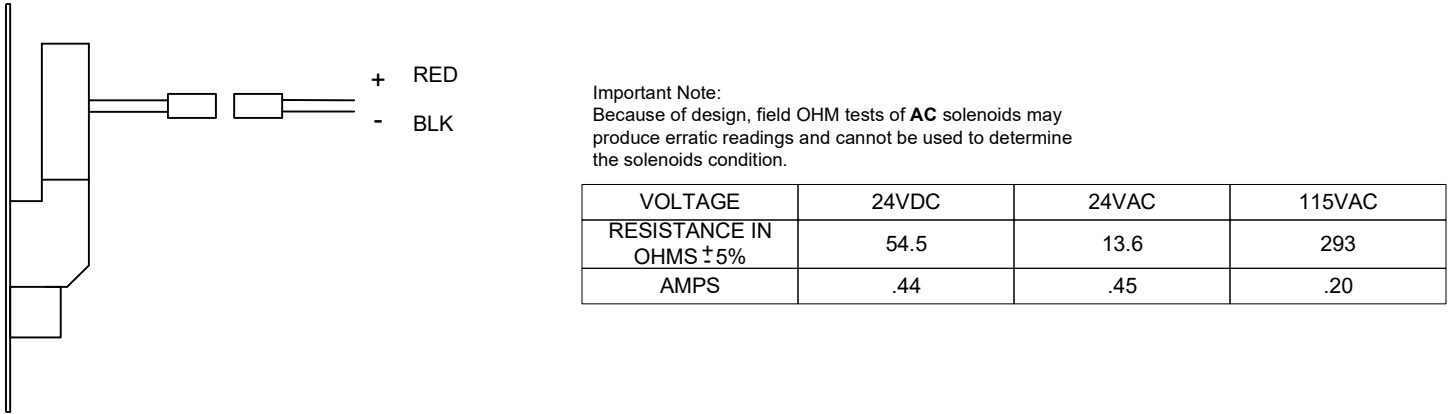 + RED
- BLK
Important Note:
Because of design, field OHM tests of AC solenoids may
produce erratic readings and cannot be used to determine
the solenoids condition.
VOLTAGE 24VDC 24VAC 115VAC
RESISTANCE IN
OHMS ± 5% 54.5 13.6 293
AMPS .44 .45 .20